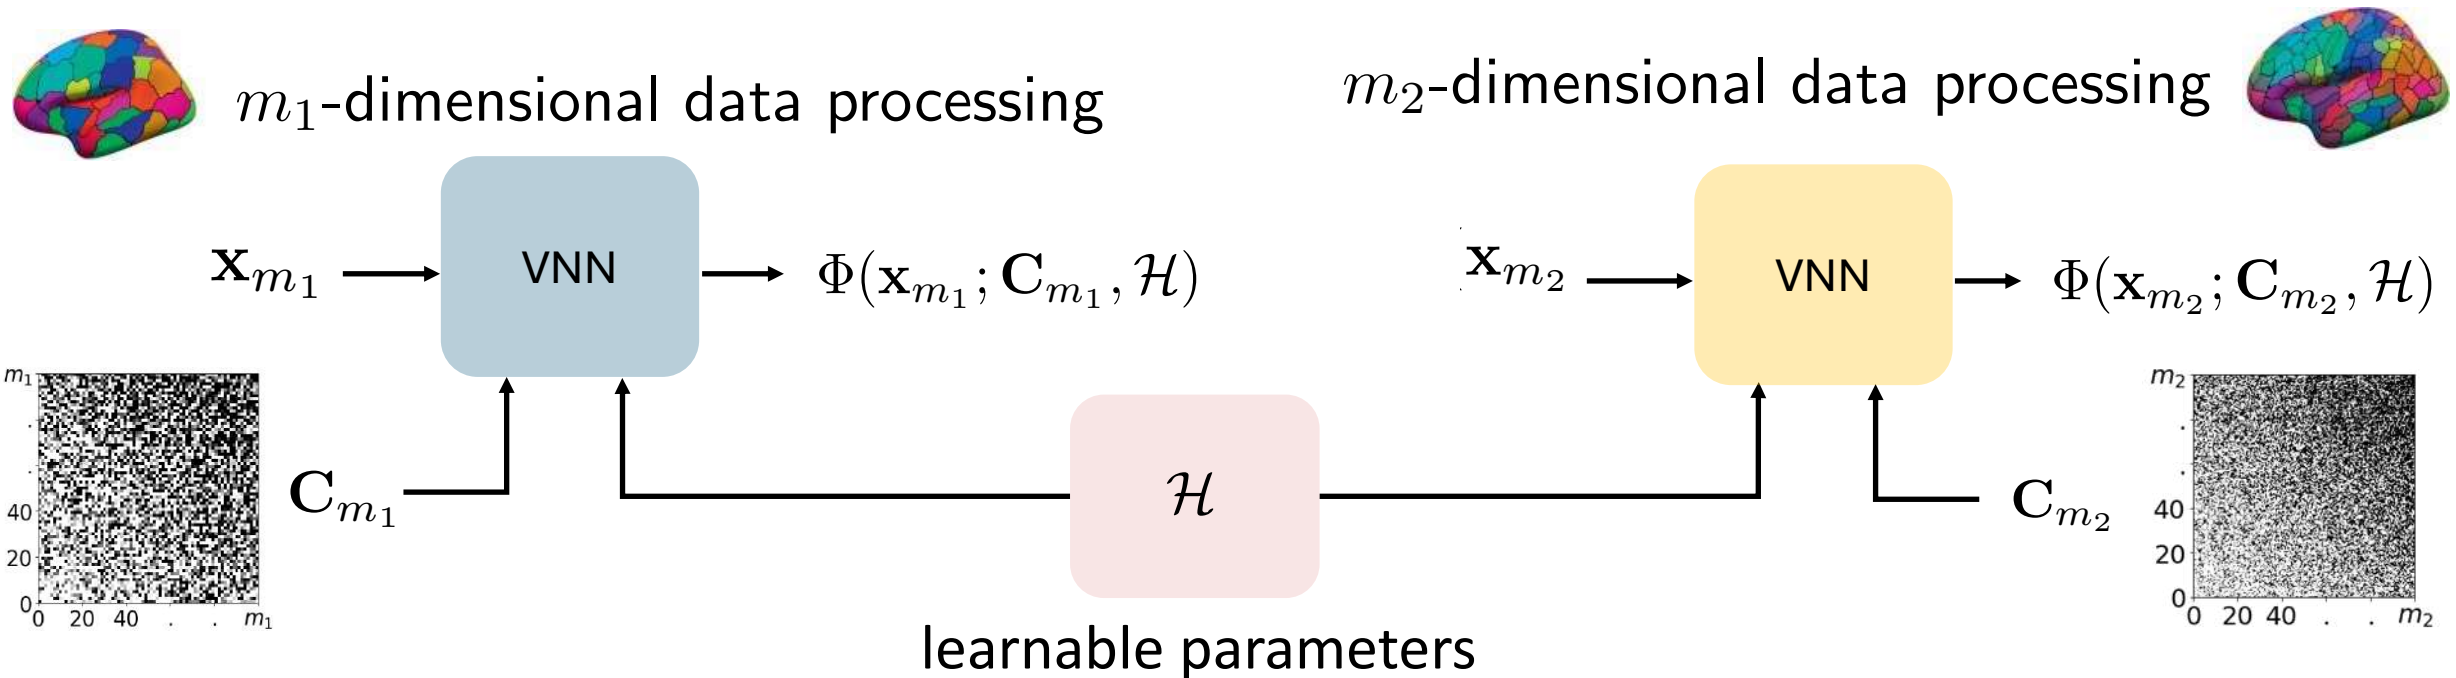 m₁-dimensional data processing
m₂-dimensional data processing
x_{m₁}
VNN
Φ(x_{m₁}; C_{m₁}, ℋ)
x_{m₂}
VNN
Φ(x_{m₂}; C_{m₂}, ℋ)
m₁
.
.
40
20
0
0 20 40 . . m₁
C_{m₁}
ℋ
learnable parameters
C_{m₂}
m₂
.
.
40
20
0
0 20 40 . . m₂